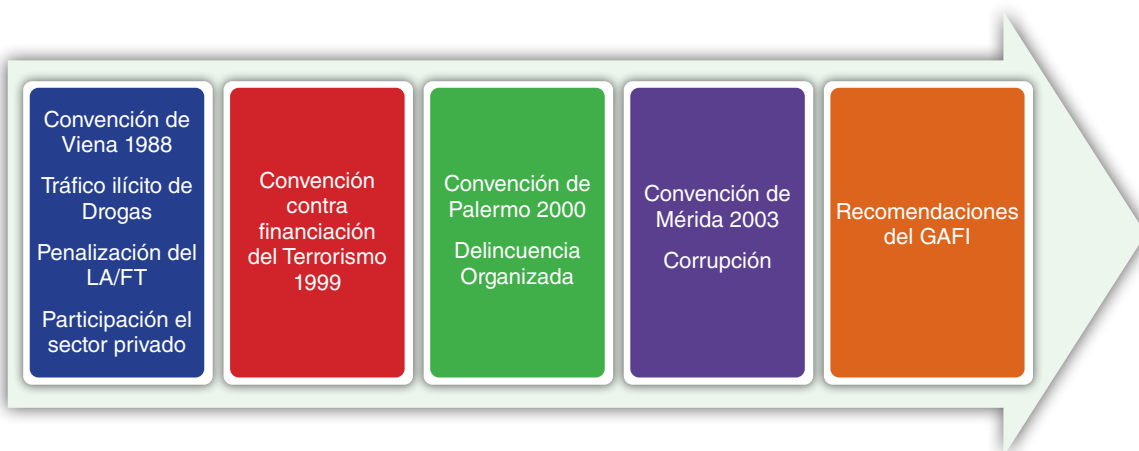 Convención de
Viena 1988
Tráfico ilícito de
Drogas
Penalización del
LA/FT
Participación el
sector privado
Convención
contra
financiación
del Terrorismo
1999
Convención de
Palermo 2000
Delincuencia
Organizada
Convención de
Mérida 2003
Corrupción
Recomendaciones
del GAFI